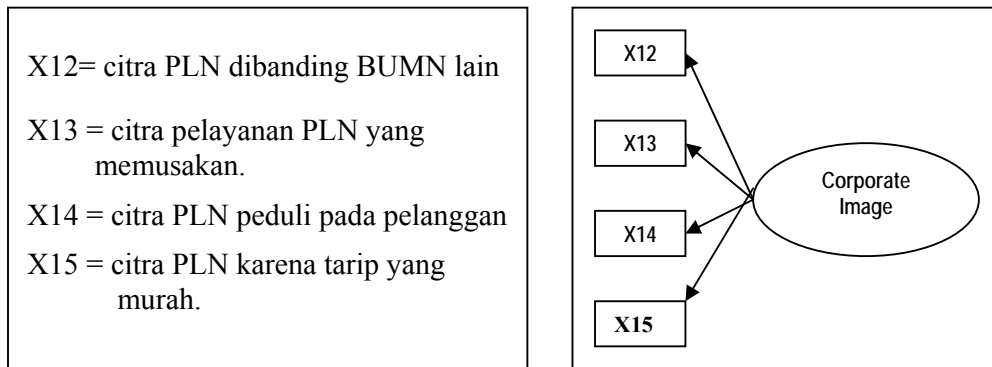 X12= citra PLN dibanding BUMN lain
X13 = citra pelayanan PLN yang
memusakan.
X14 = citra PLN peduli pada pelanggan
X15 = citra PLN karena tarip yang
murah.
X12
X13
X14
X15
Corporate
Image